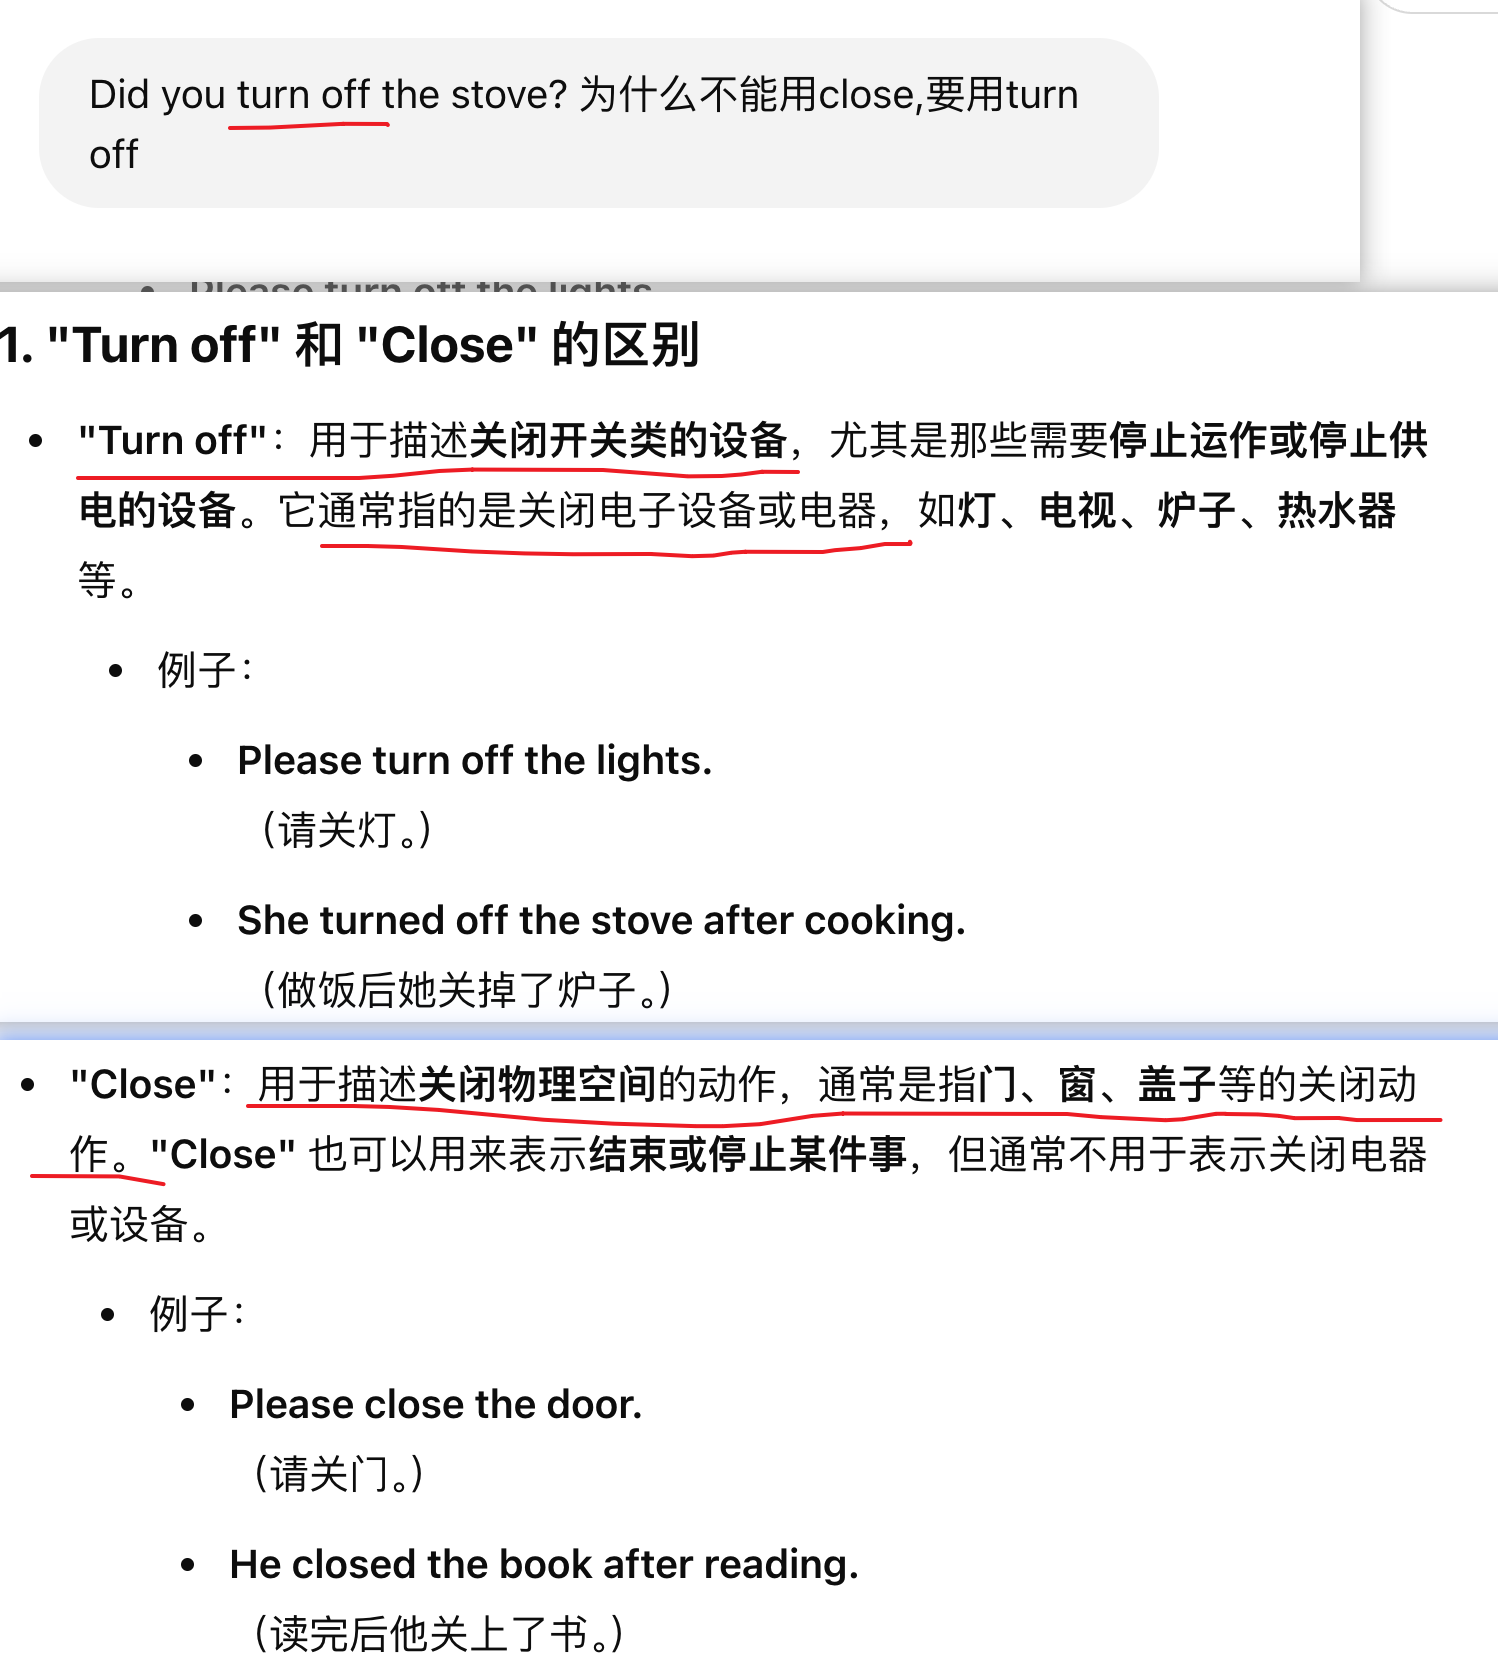 Did you turn off the stove? 为什么不能用close,要用turn
off
Please turn off the lights.
1. "Turn off" 和 "Close" 的区别
• "Turn off"：用于描述关闭开关类的设备，尤其是那些需要停止运作或停止供
电的设备。它通常指的是关闭电子设备或电器，如灯、电视、炉子、热水器
等。
• 例子：
• Please turn off the lights.
（请关灯。）
• She turned off the stove after cooking.
（做饭后她关掉了炉子。）
• "Close"：用于描述关闭物理空间的动作，通常是指门、窗、盖子等的关闭动
作。"Close" 也可以用来表示结束或停止某件事，但通常不用于表示关闭电器
或设备。
• 例子：
• Please close the door.
（请关门。）
• He closed the book after reading.
（读完后他关上了书。）